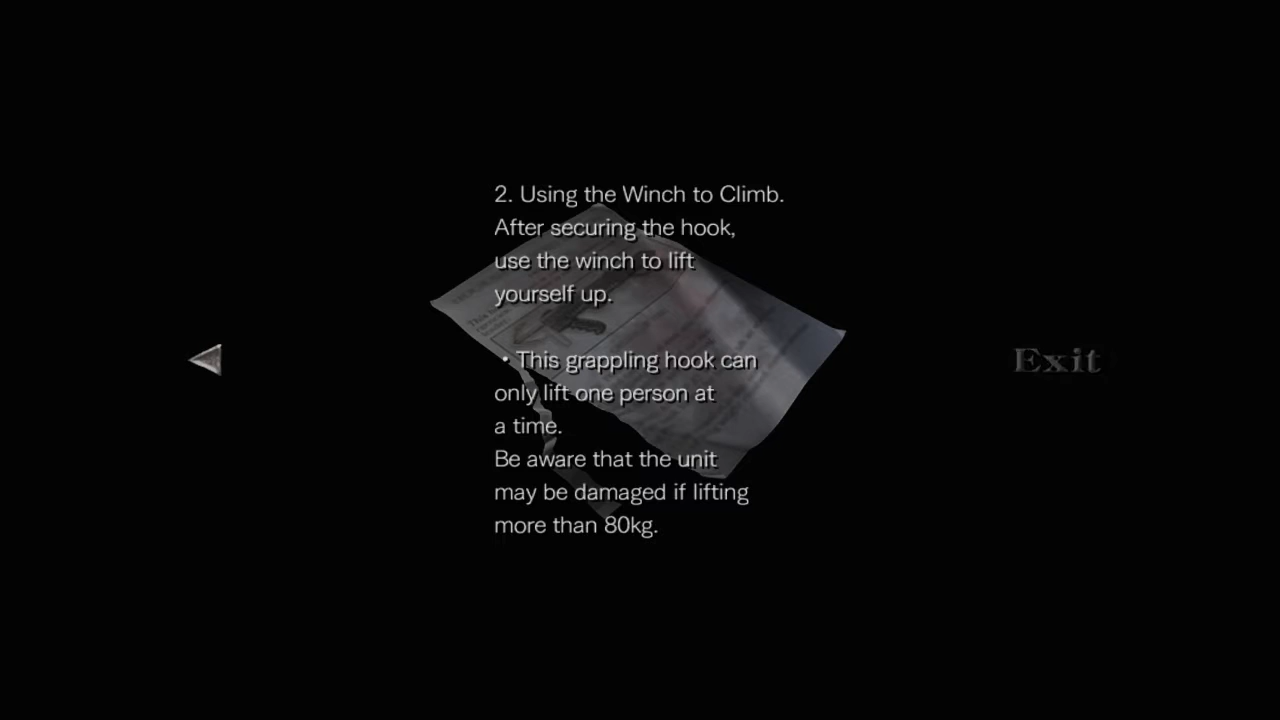 2. Using the Winch to Climb.
After securing the hook,
use the winch to lift
yourself up.
・This grappling hook can
only lift one person at
a time.
Be aware that the unit
may be damaged if lifting
more than 80kg.
Exit